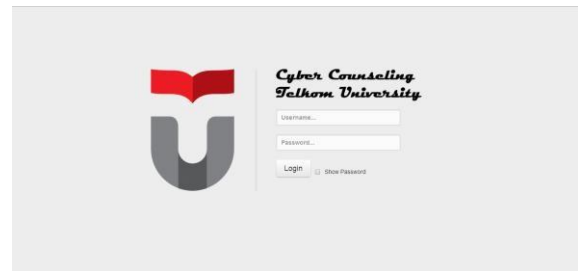 Cyber Counseling
Telkom University
Username...
Password...
Login
Show Password